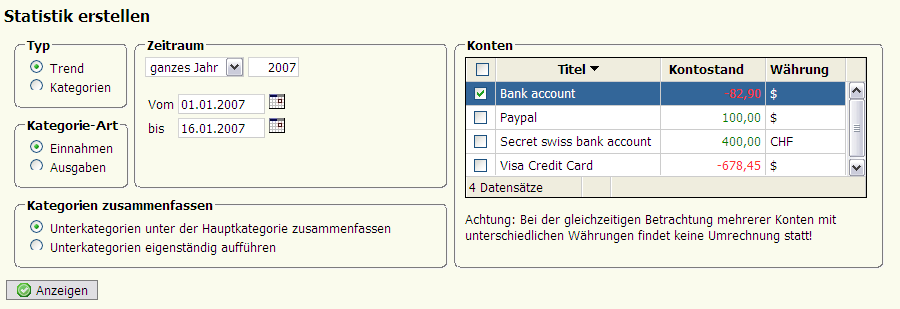 Statistik erstellen
Typ
Trend
Kategorien
Kategorie-Art
Einnahmen
Ausgaben
Zeitraum
ganzes Jahr 2007
Vom 01.01.2007
bis 16.01.2007
Kategorien zusammenfassen
Unterkategorien unter der Hauptkategorie zusammenfassen
Unterkategorien eigenständig aufführen
Konten
Titel Kontostand Währung
Bank account -82,90 $
Paypal 100,00 $
Secret swiss bank account 400,00 CHF
Visa Credit Card -678,45 $
4 Datensätze
Achtung: Bei der gleichzeitigen Betrachtung mehrerer Konten mit
unterschiedlichen Währungen findet keine Umrechnung statt!
Anzeigen